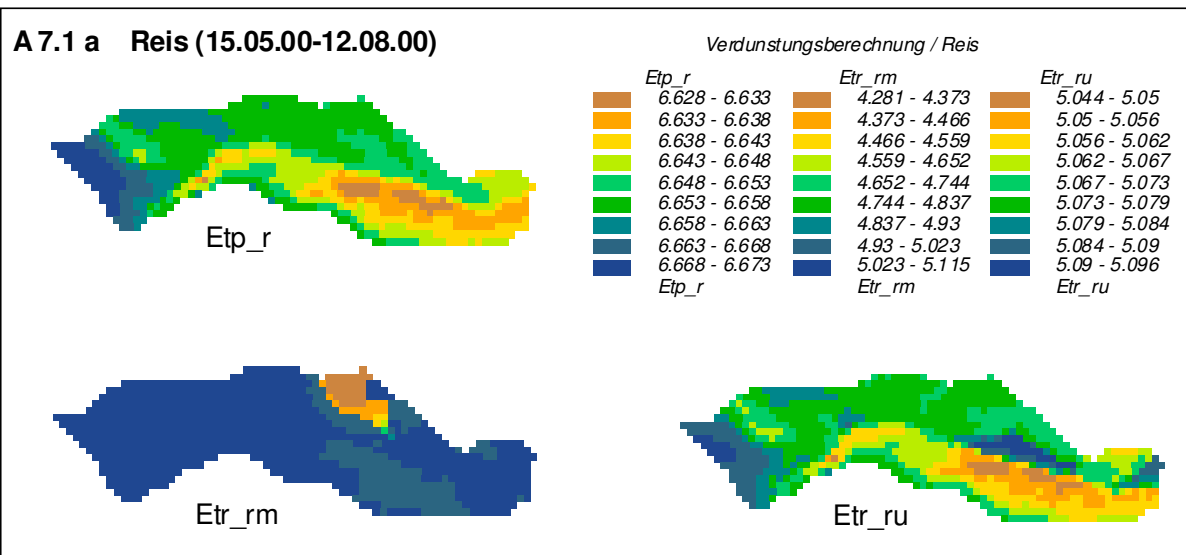 A 7.1 a Reis (15.05.00-12.08.00)
Verdunstungsberechnung / Reis
Etp_r Etr_rm Etr_ru
6.628 - 6.633 4.281 - 4.373 5.044 - 5.05
6.633 - 6.638 4.373 - 4.466 5.05 - 5.056
6.638 - 6.643 4.466 - 4.559 5.056 - 5.062
6.643 - 6.648 4.559 - 4.652 5.062 - 5.067
6.648 - 6.653 4.652 - 4.744 5.067 - 5.073
6.653 - 6.658 4.744 - 4.837 5.073 - 5.079
6.658 - 6.663 4.837 - 4.93 5.079 - 5.084
6.663 - 6.668 4.93 - 5.023 5.084 - 5.09
6.668 - 6.673 5.023 - 5.115 5.09 - 5.096
Etp_r Etr_rm Etr_ru
Etp_r
Etr_rm
Etr_ru